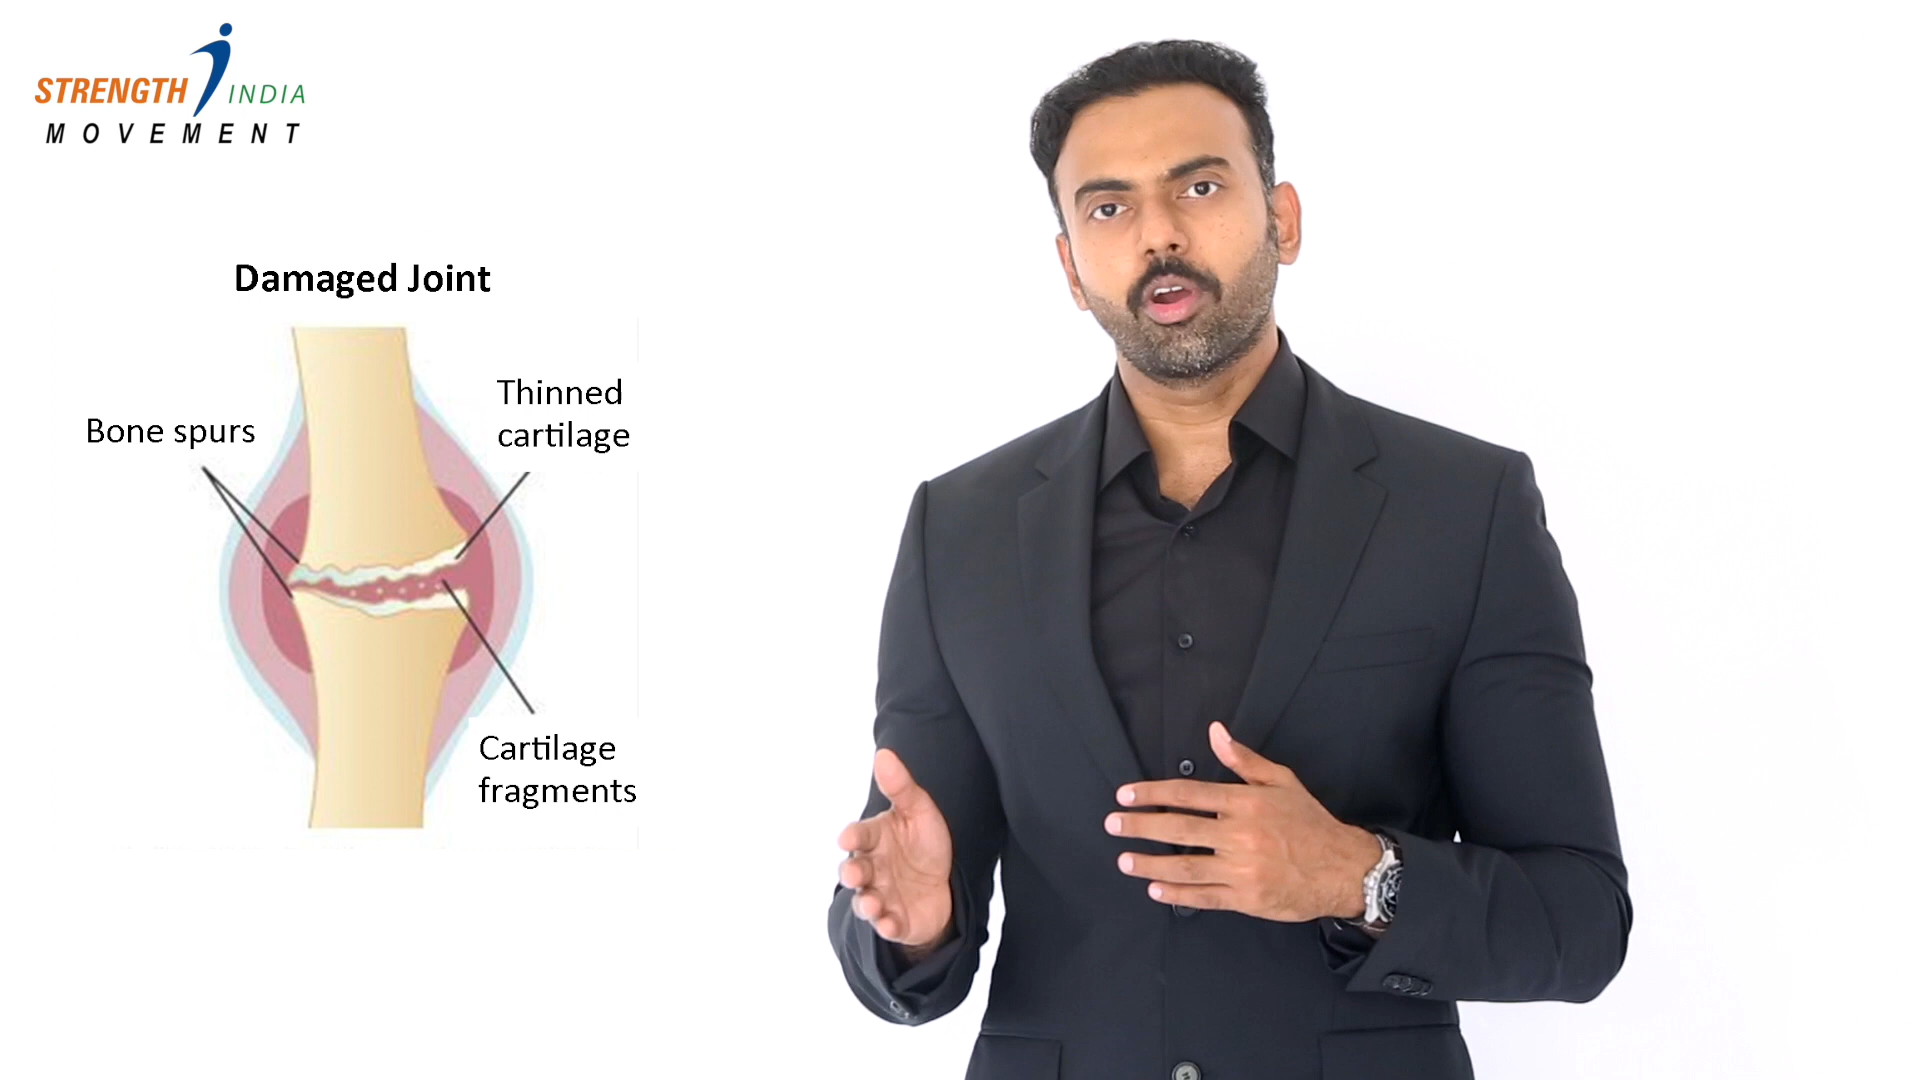 STRENGTH INDIA
MOVEMENT
Damaged Joint
Thinned
cartilage
Bone spurs
Cartilage
fragments